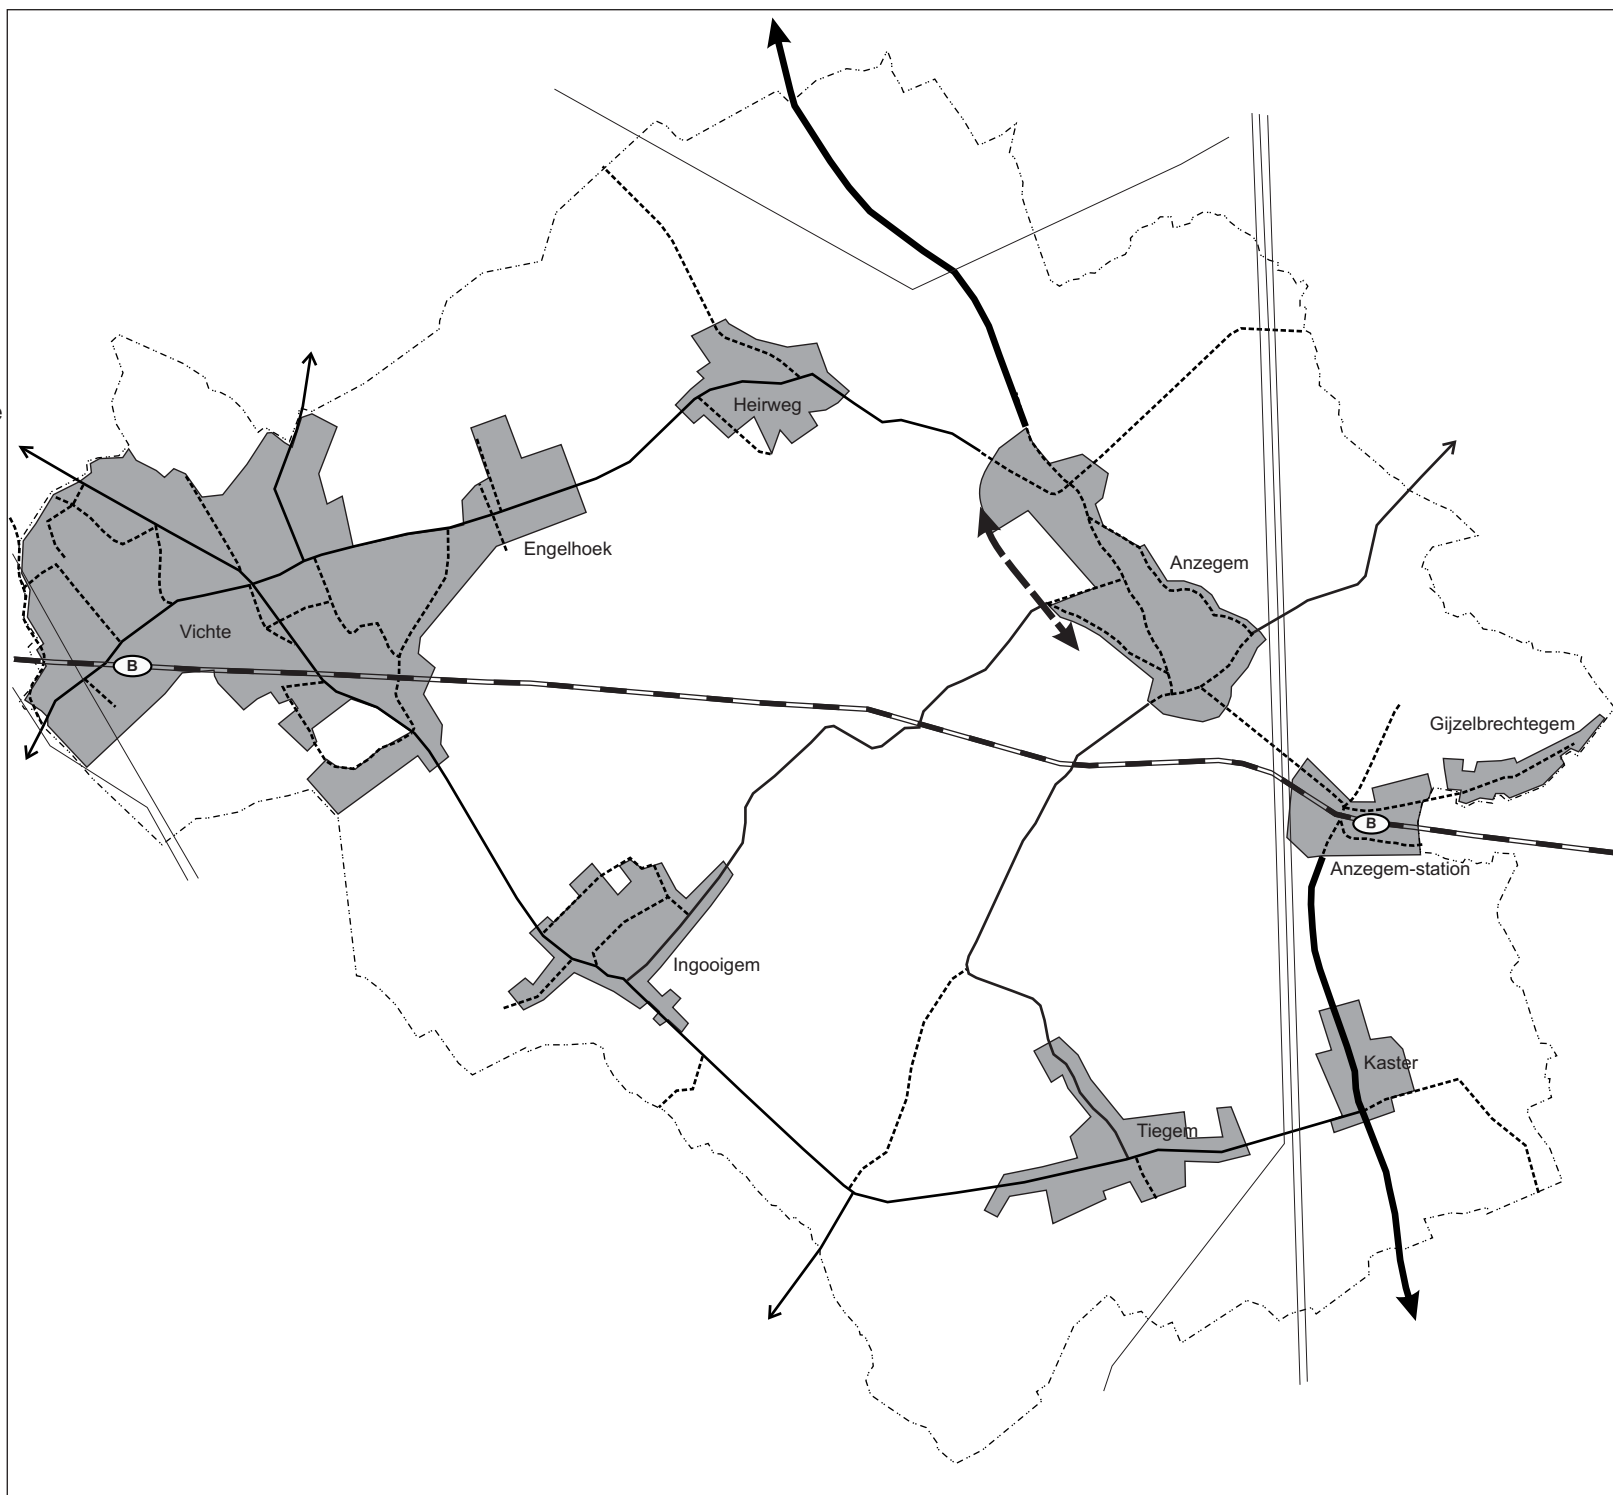 Heirweg
Engelhoek
Anzegem
Vichte
B
Gijzelbrechtegem
B
Anzegem-station
Ingooigem
Kaster
Tiegem